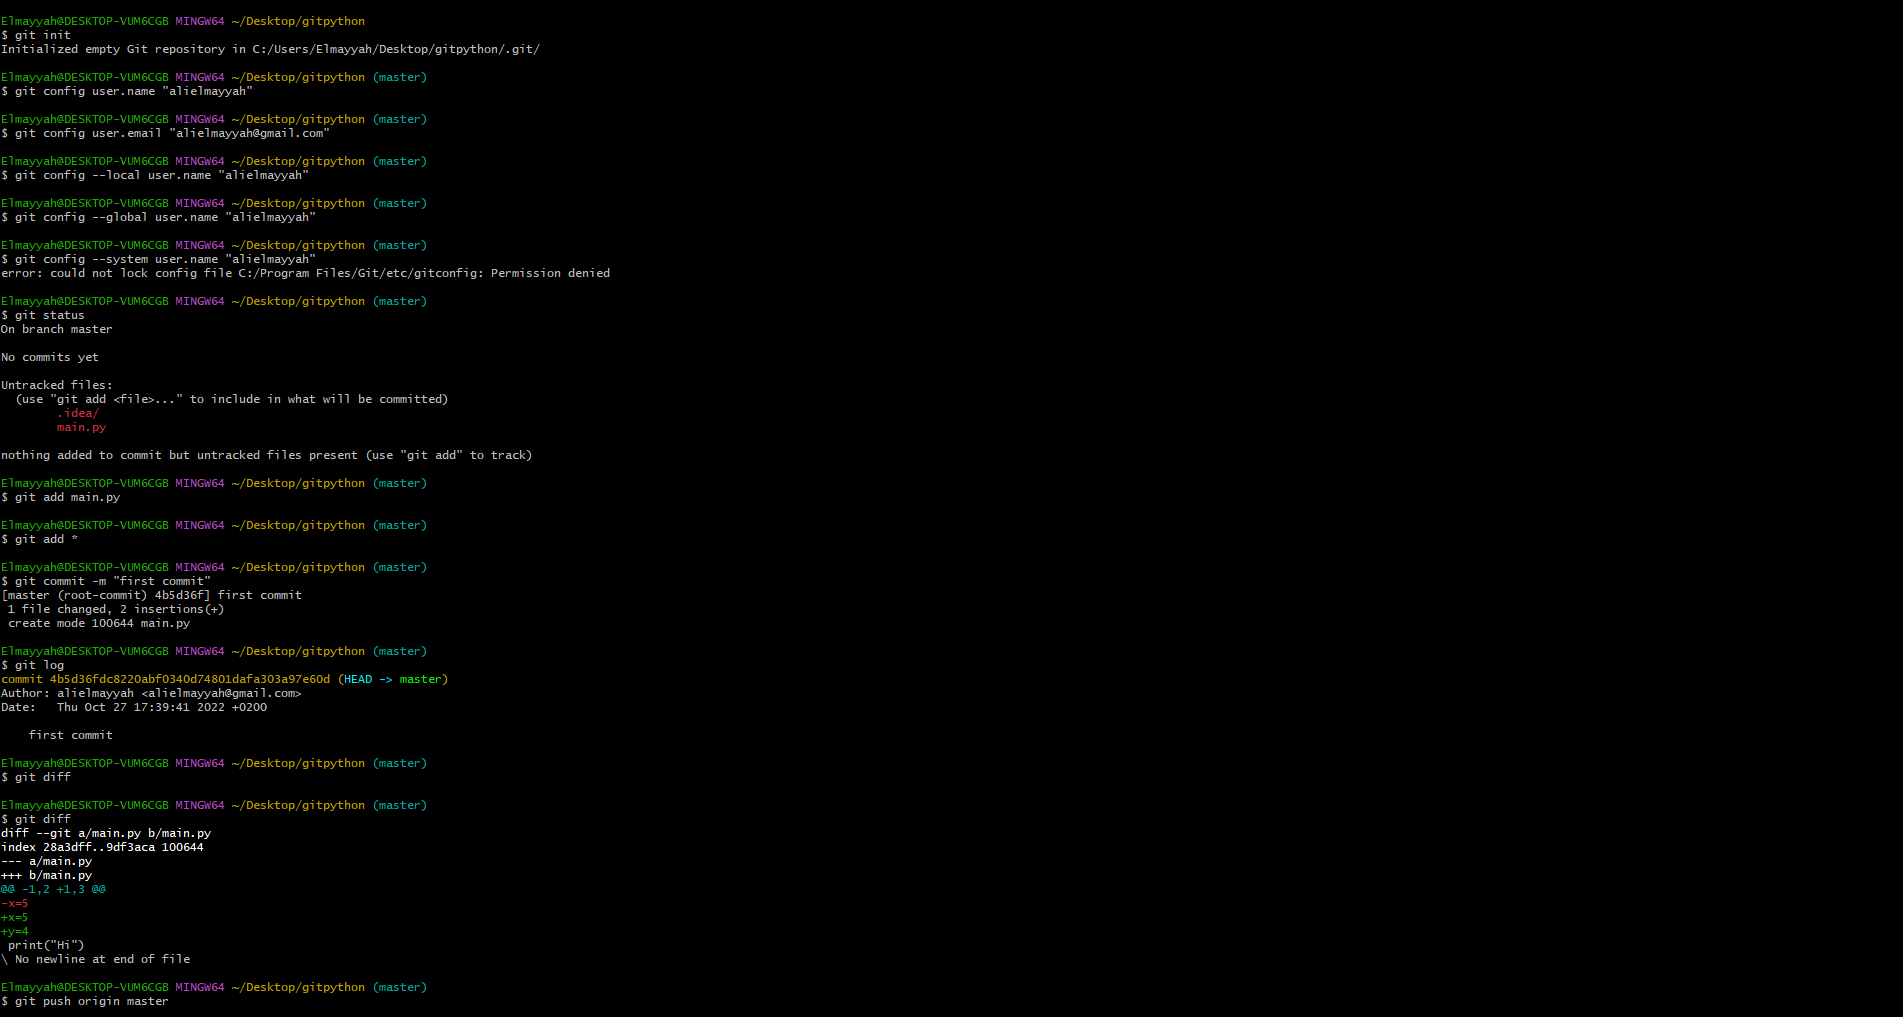 Elmayyah@DESKTOP-VUM6CGB MINGW64 ~/Desktop/gitpython
$ git init
Initialized empty Git repository in C:/Users/Elmayyah/Desktop/gitpython/.git/
Elmayyah@DESKTOP-VUM6CGB MINGW64 ~/Desktop/gitpython (master)
$ git config user.name "alielmayyah"
Elmayyah@DESKTOP-VUM6CGB MINGW64 ~/Desktop/gitpython (master)
$ git config user.email "alielmayyah@gmail.com"
Elmayyah@DESKTOP-VUM6CGB MINGW64 ~/Desktop/gitpython (master)
$ git config --local user.name "alielmayyah"
Elmayyah@DESKTOP-VUM6CGB MINGW64 ~/Desktop/gitpython (master)
$ git config --global user.name "alielmayyah"
Elmayyah@DESKTOP-VUM6CGB MINGW64 ~/Desktop/gitpython (master)
$ git config --system user.name "alielmayyah"
error: could not lock config file C:/Program Files/Git/etc/gitconfig: Permission denied
Elmayyah@DESKTOP-VUM6CGB MINGW64 ~/Desktop/gitpython (master)
$ git status
On branch master
No commits yet
Untracked files:
  (use "git add <file>..." to include in what will be committed)
        .idea/
        main.py
nothing added to commit but untracked files present (use "git add" to track)
Elmayyah@DESKTOP-VUM6CGB MINGW64 ~/Desktop/gitpython (master)
$ git add main.py
Elmayyah@DESKTOP-VUM6CGB MINGW64 ~/Desktop/gitpython (master)
$ git add *
Elmayyah@DESKTOP-VUM6CGB MINGW64 ~/Desktop/gitpython (master)
$ git commit -m "first commit"
[master (root-commit) 4b5d36f] first commit
 1 file changed, 2 insertions(+)
 create mode 100644 main.py
Elmayyah@DESKTOP-VUM6CGB MINGW64 ~/Desktop/gitpython (master)
$ git log
commit 4b5d36fdc8220abf0340d74801dafa303a97e60d (HEAD -> master)
Author: alielmayyah <alielmayyah@gmail.com>
Date:   Thu Oct 27 17:39:41 2022 +0200
    first commit
Elmayyah@DESKTOP-VUM6CGB MINGW64 ~/Desktop/gitpython (master)
$ git diff
Elmayyah@DESKTOP-VUM6CGB MINGW64 ~/Desktop/gitpython (master)
$ git diff
diff --git a/main.py b/main.py
index 28a3dff..9df3aca 100644
--- a/main.py
+++ b/main.py
@@ -1,2 +1,3 @@
-x=5
+x=5
+y=4
 print("Hi")
\ No newline at end of file
Elmayyah@DESKTOP-VUM6CGB MINGW64 ~/Desktop/gitpython (master)
$ git push origin master